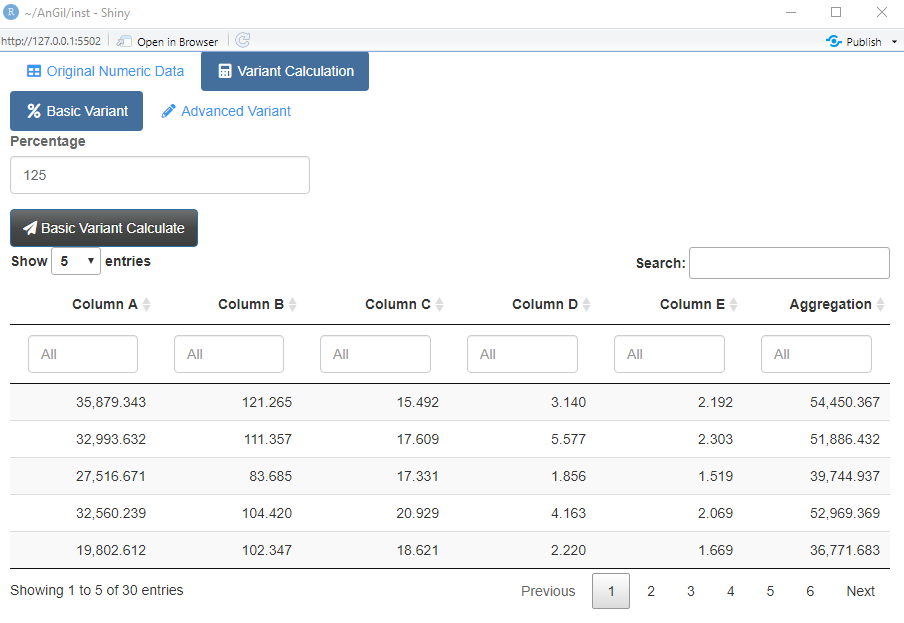 R ~/AnGil/inst - Shiny
http://127.0.0.1:5502 Open in Browser Publish
Original Numeric Data Variant Calculation
Basic Variant Advanced Variant
Percentage
125
Basic Variant Calculate
Show 5 entries Search:
Column A Column B Column C Column D Column E Aggregation
All All All All All All
35,879.343 121.265 15.492 3.140 2.192 54,450.367
32,993.632 111.357 17.609 5.577 2.303 51,886.432
27,516.671 83.685 17.331 1.856 1.519 39,744.937
32,560.239 104.420 20.929 4.163 2.069 52,969.369
19,802.612 102.347 18.621 2.220 1.669 36,771.683
Showing 1 to 5 of 30 entries Previous 1 2 3 4 5 6 Next